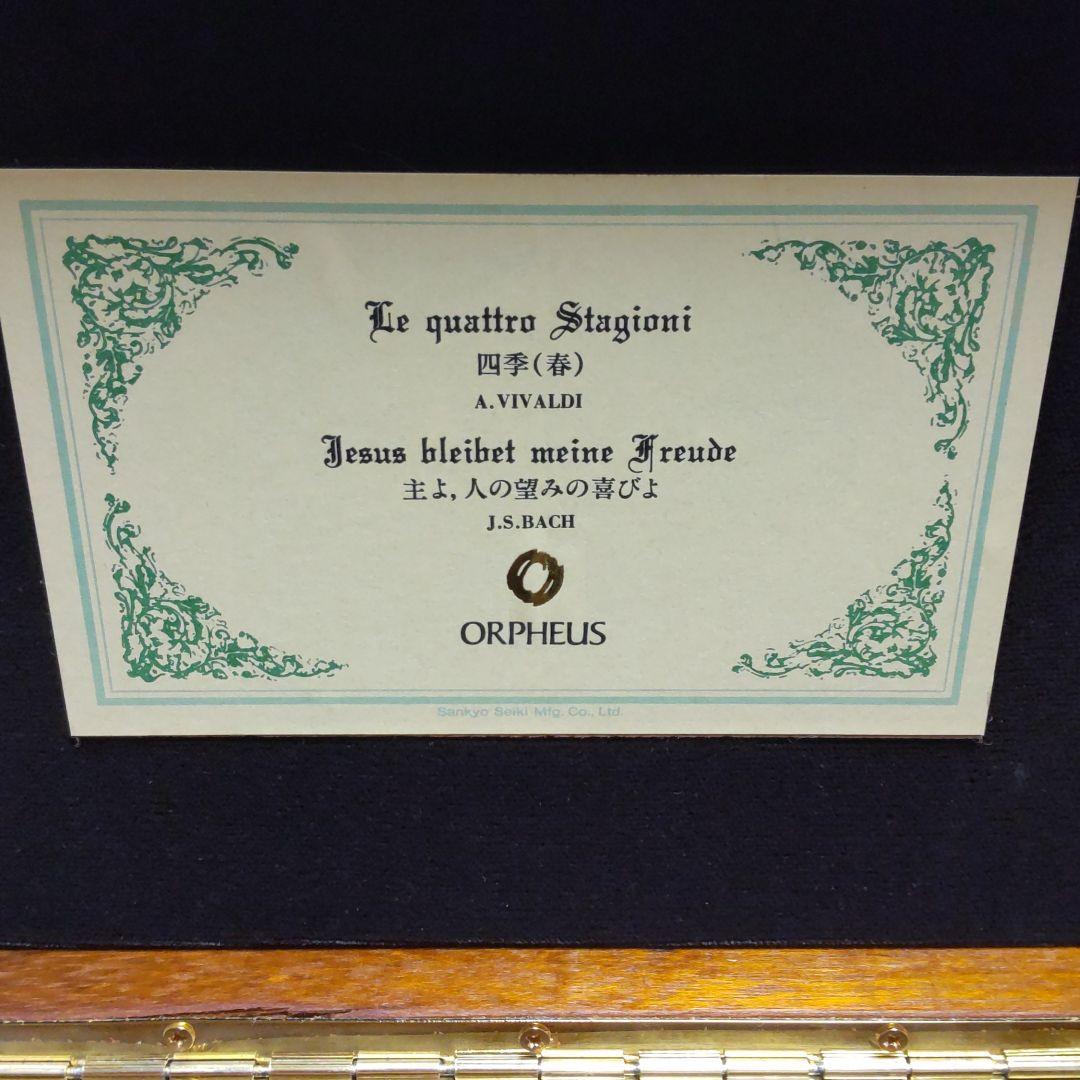 Le quattro Stagioni
四季(春)
A.VIVALDI
Jesus bleibet meine Freude
主よ,人の望みの喜びよ
J.S.BACH
ORPHEUS
Sankyo Seiki Mfg. Co., Ltd.